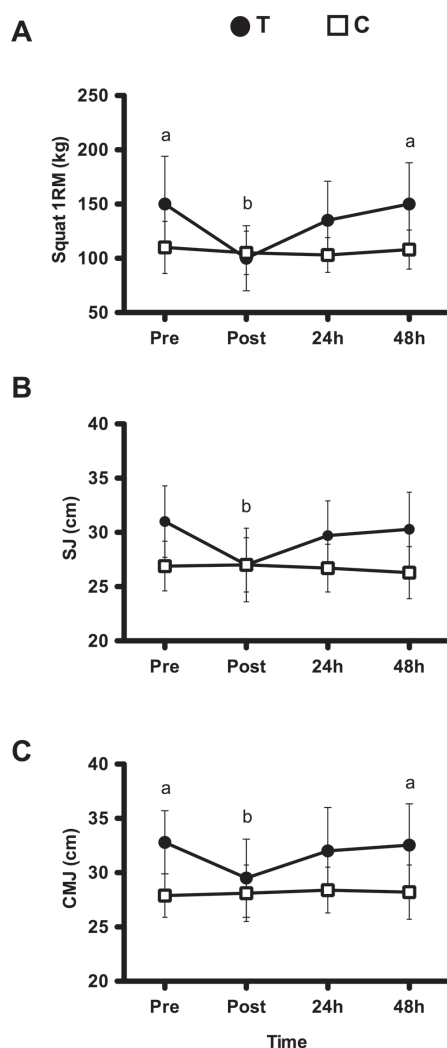 A
T C
Squat 1RM (kg)
250
200
150
100
50
a
b
a
Pre Post 24h 48h
B
SJ (cm)
40
35
30
25
20
b
Pre Post 24h 48h
C
CMJ (cm)
40
35
30
25
20
a
b
a
Pre Post 24h 48h
Time